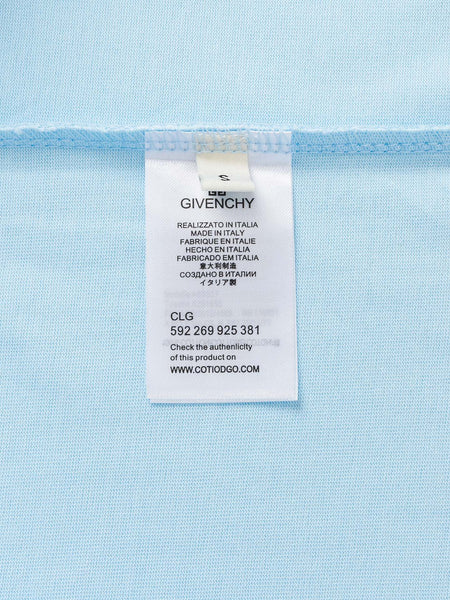 S
GIVENCHY
REALIZZATO IN ITALIA
MADE IN ITALY
FABRIQUE EN ITALIE
HECHO EN ITALIA
FABRICADO EM ITALIA
意大利制造
СОЗДАНО В ИТАЛИИ
イタリア製
CLG
592 269 925 381
Check the authenlicity
of this product on
WWW.COTIODGO.COM